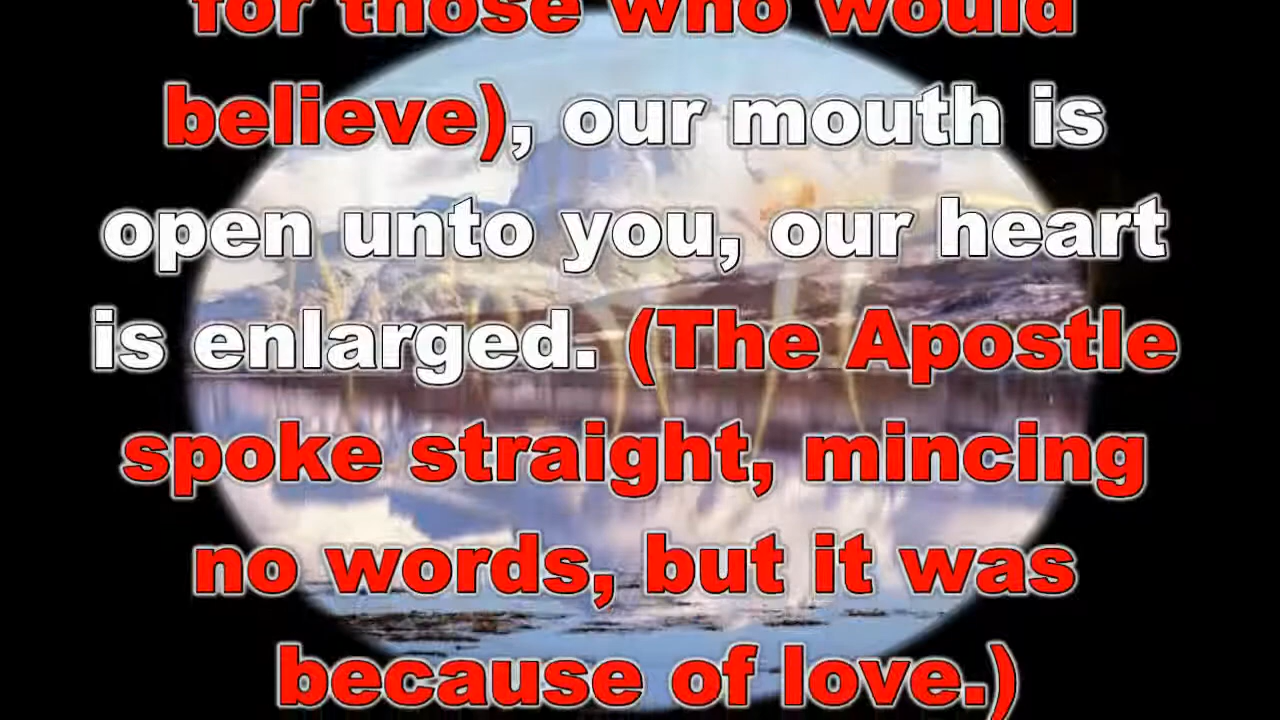 for those who would
believe), our mouth is
open unto you, our heart
is enlarged. (The Apostle
spoke straight, mincing
no words, but it was
because of love.)